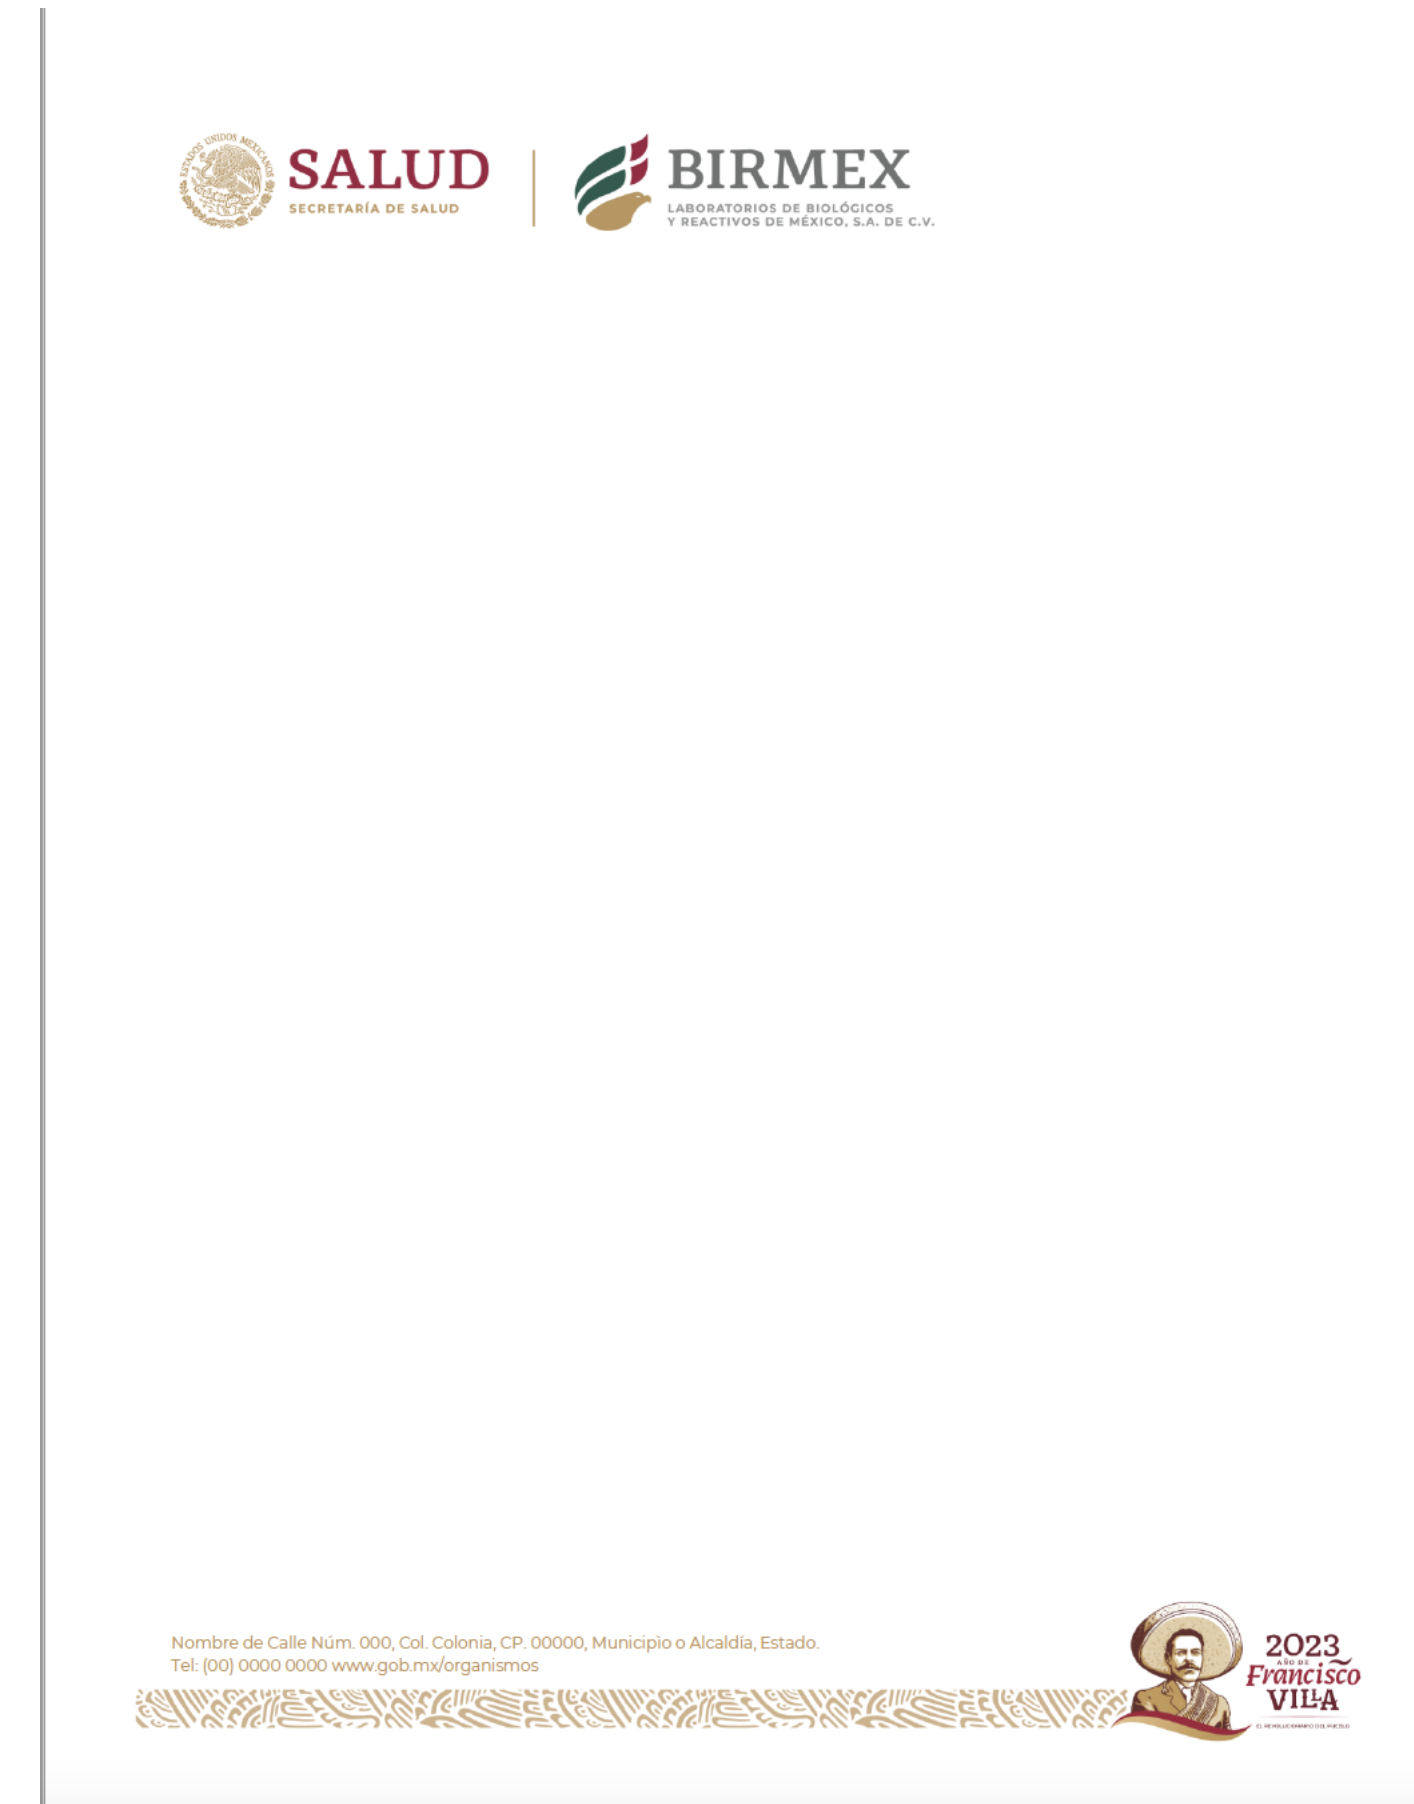 ESTADOS UNIDOS MEXICANOS
SALUD
SECRETARÍA DE SALUD
BIRMEX
LABORATORIOS DE BIOLÓGICOS
Y REACTIVOS DE MÉXICO, S.A. DE C.V.
Nombre de Calle Núm. 000, Col. Colonia, CP. 00000, Municipio o Alcaldía, Estado.
Tel: (00) 0000 0000 www.gob.mx/organismos
2023
AÑO DE
Francisco
VILLA
EL REVOLUCIONARIO DEL PUEBLO